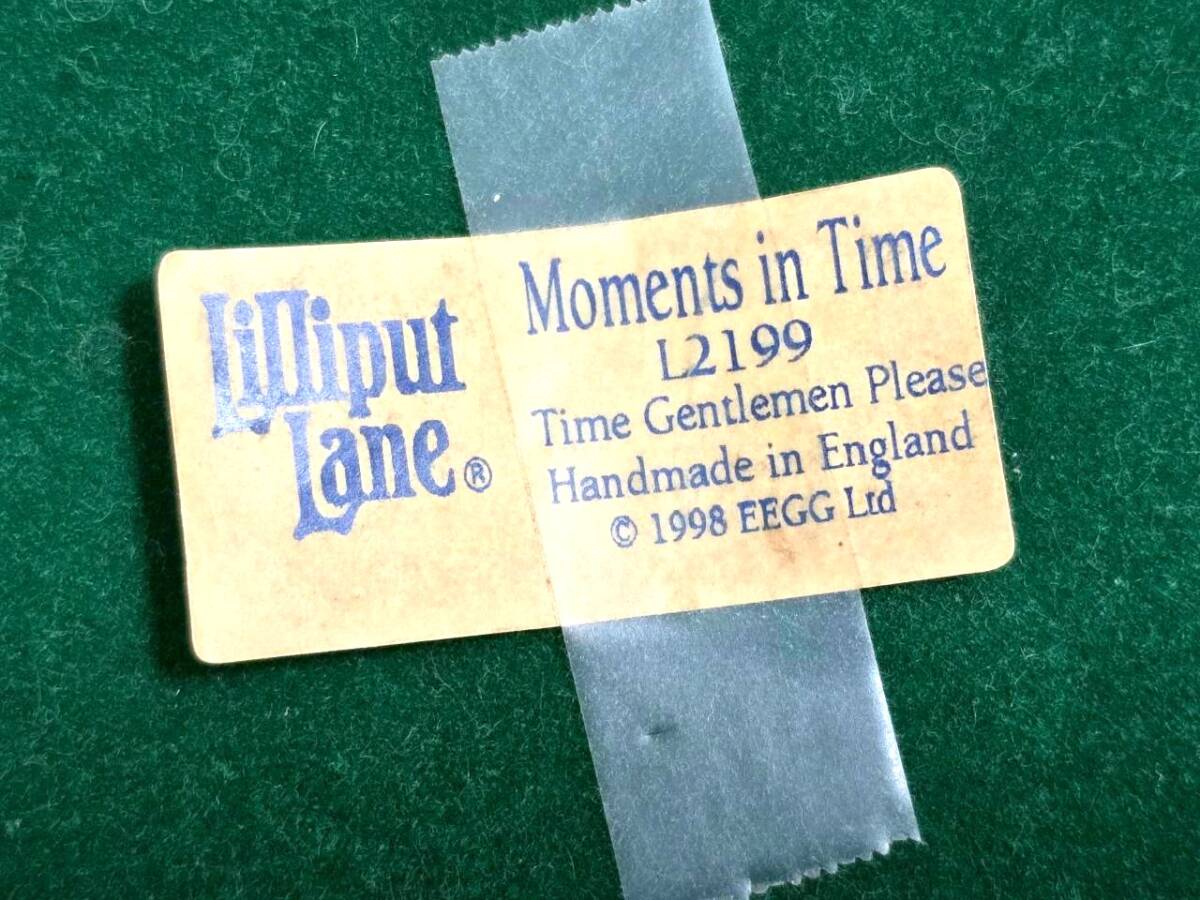 Lilliput
Lane®
Moments in Time
L2199
Time Gentlemen Please
Handmade in England
© 1998 EEGG Ltd